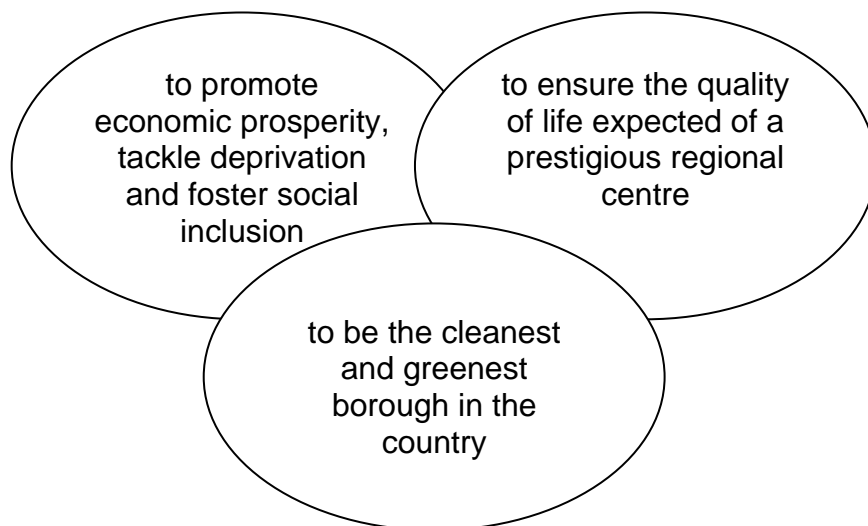 to promote
economic prosperity,
tackle deprivation
and foster social
inclusion
to ensure the quality
of life expected of a
prestigious regional
centre
to be the cleanest
and greenest
borough in the
country